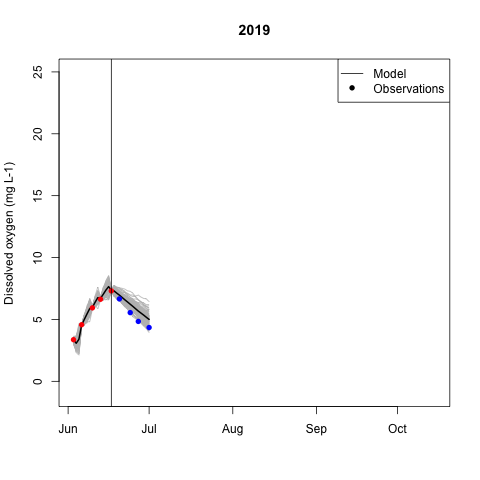 2019
Model
Observations
Dissolved oxygen (mg L-1)
25
20
15
10
5
0
Jun
Jul
Aug
Sep
Oct